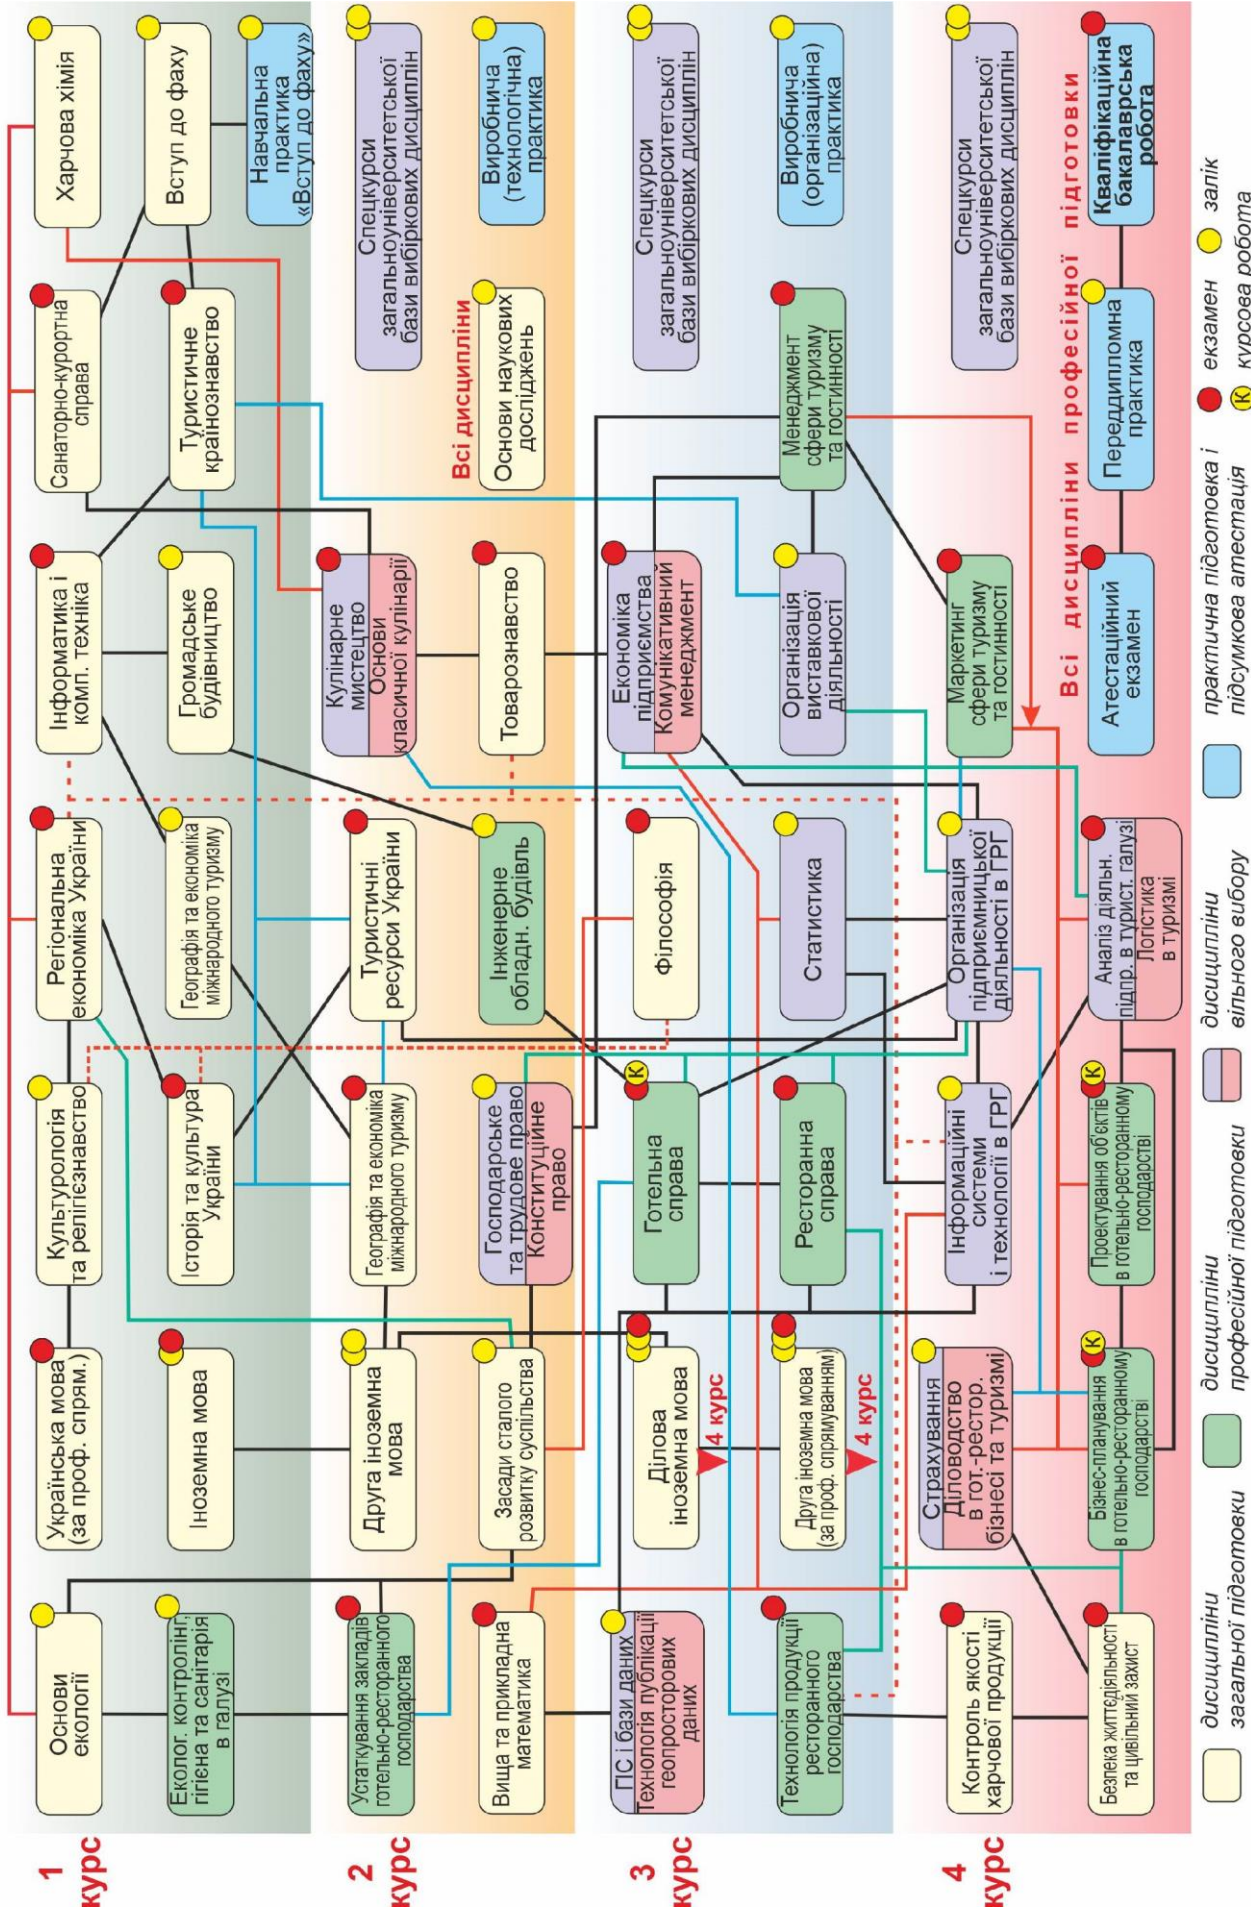 1
курс
Основи
екології
Українська мова
(за проф. спрям.)
Культурологія
та релігієзнавство
Регіональна
економіка України
Інформатика і
комп. техніка
Санаторно-курортна
справа
Харчова хімія
Еколог. контролінг,
гігієна та санітарія
в галузі
Іноземна мова
Історія та культура
України
Географія та економіка
міжнародного туризму
Громадське
будівництво
Туристичне
країнознавство
Вступ до фаху
Навчальна
практика
«Вступ до фаху»
2
курс
Устаткування закладів
готельно-ресторанного
господарства
Друга іноземна
мова
Географія та економіка
міжнародного туризму
Туристичні
ресурси України
Кулінарне
мистецтво
Основи
класичної кулінарії
Спецкурси
загальноуніверситетської
бази вибіркових дисциплін
Всі дисципліни
Вища та прикладна
математика
Засади сталого
розвитку суспільства
Господарське
та трудове право
Конституційне
право
Інженерне
обладн. будівль
Товарознавство
Основи наукових
досліджень
Виробнича
(технологічна)
практика
3
курс
ГІС і бази даних
Технологія публікації
геопросторових
даних
Ділова
іноземна мова
4 курс
Готельна
справа
К
Філософія
Економіка
підприємства
Комунікативний
менеджмент
Спецкурси
загальноуніверситетської
бази вибіркових дисциплін
Технологія продукції
ресторанного
господарства
Друга іноземна мова
(за проф. спрямуванням)
4 курс
Ресторанна
справа
Статистика
Організація
виставкової
діяльності
Менеджмент
сфери туризму
та гостинності
Виробнича
(організаційна)
практика
4
курс
Контроль якості
харчової продукції
Страхування
Діловодство
в гот.-рестор.
бізнесі та туризмі
Інформаційні
системи
і технології в ГРГ
Організація
підприємницької
діяльності в ГРГ
Маркетинг
сфери туризму
та гостинності
Спецкурси
загальноуніверситетської
бази вибіркових дисциплін
Всі дисципліни професійної підготовки
Безпека життєдіяльності
та цивільний захист
Бізнес-планування
в готельно-ресторанному
господарстві
К
Проектування об'єктів
в готельно-ресторанному
господарстві
К
Аналіз діяльн.
підпр. в турист. галузі
Логістика
в туризмі
Атестаційний
екзамен
Переддипломна
практика
Кваліфікаційна
бакалаврська
робота
дисципліни
загальної підготовки
дисципліни
професійної підготовки
дисципліни
вільного вибору
практична підготовка і
підсумкова атестація
екзамен
залік
К
курсова робота